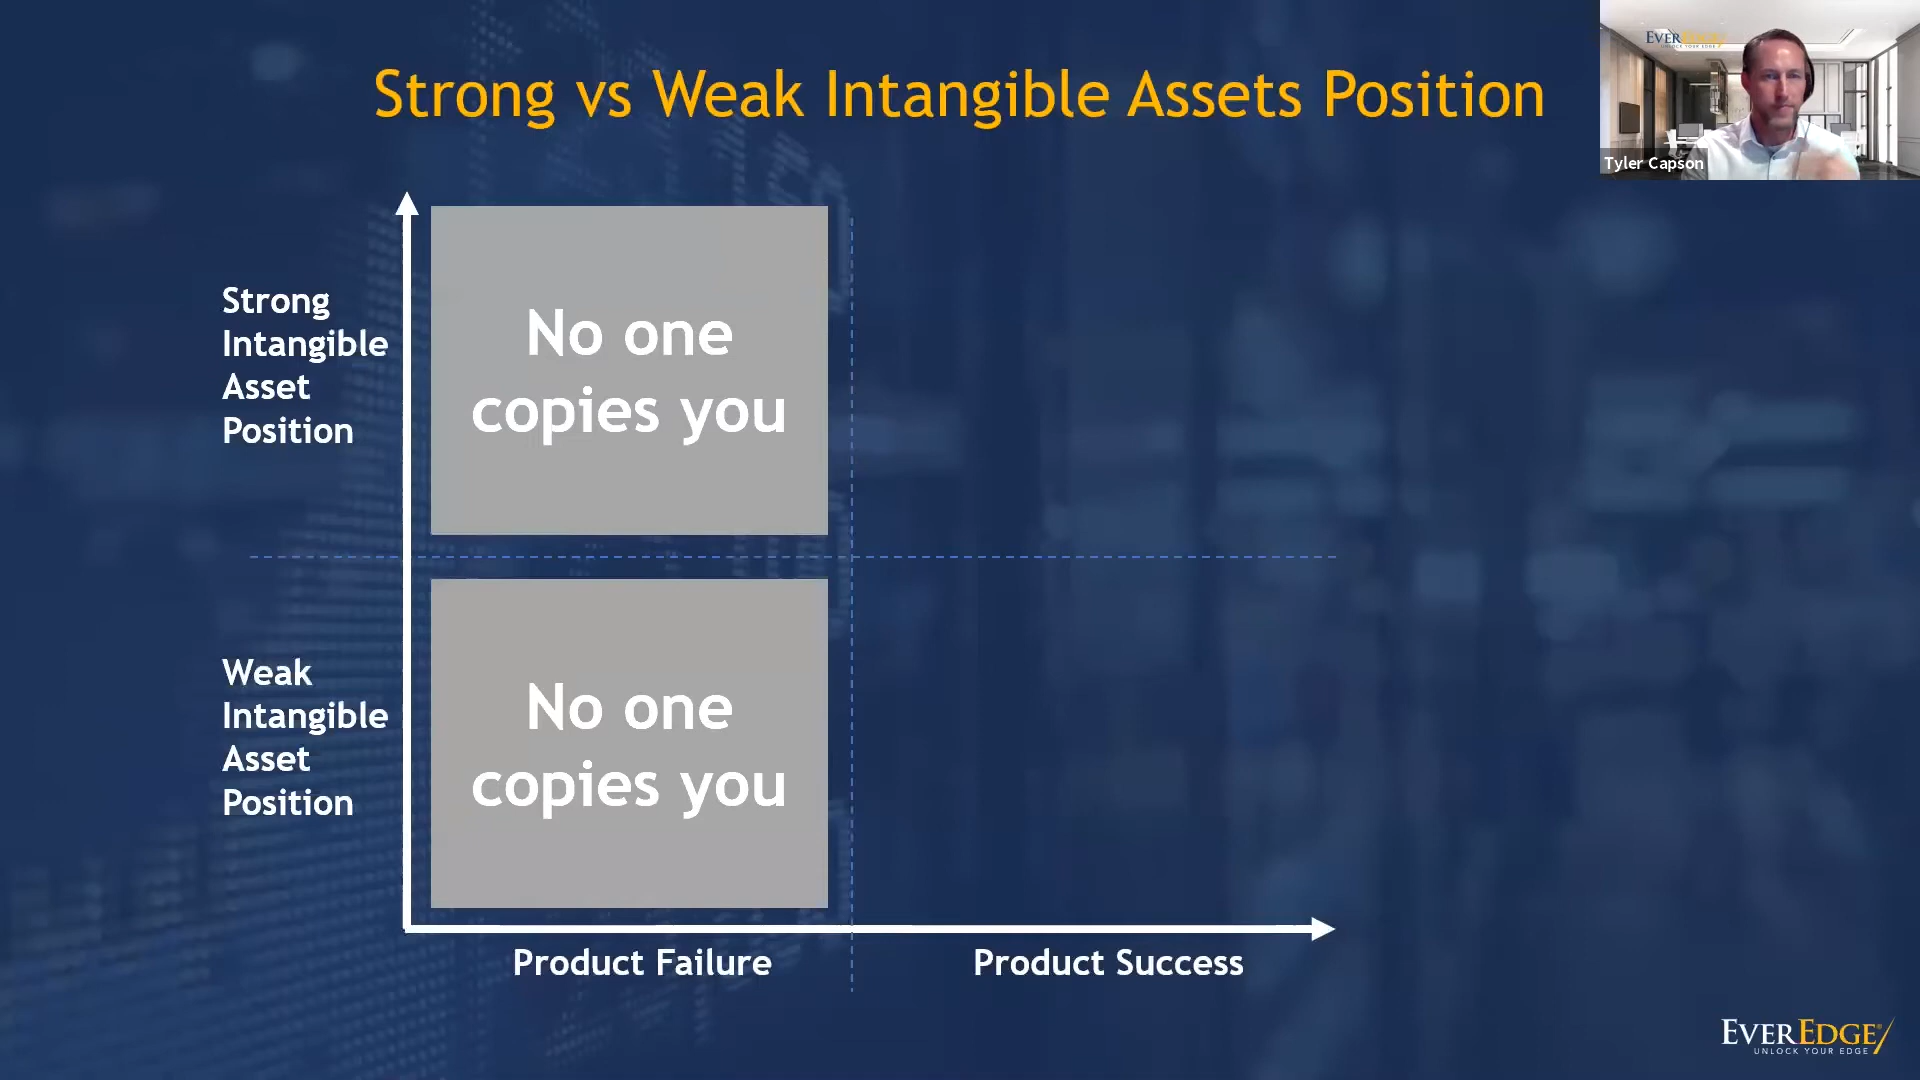 Strong vs Weak Intangible Assets Position
EVEREDGE
Tyler Capson
Strong
Intangible
Asset
Position
No one
copies you
Weak
Intangible
Asset
Position
No one
copies you
Product Failure
Product Success
EVEREDGE®
UNLOCK YOUR EDGE